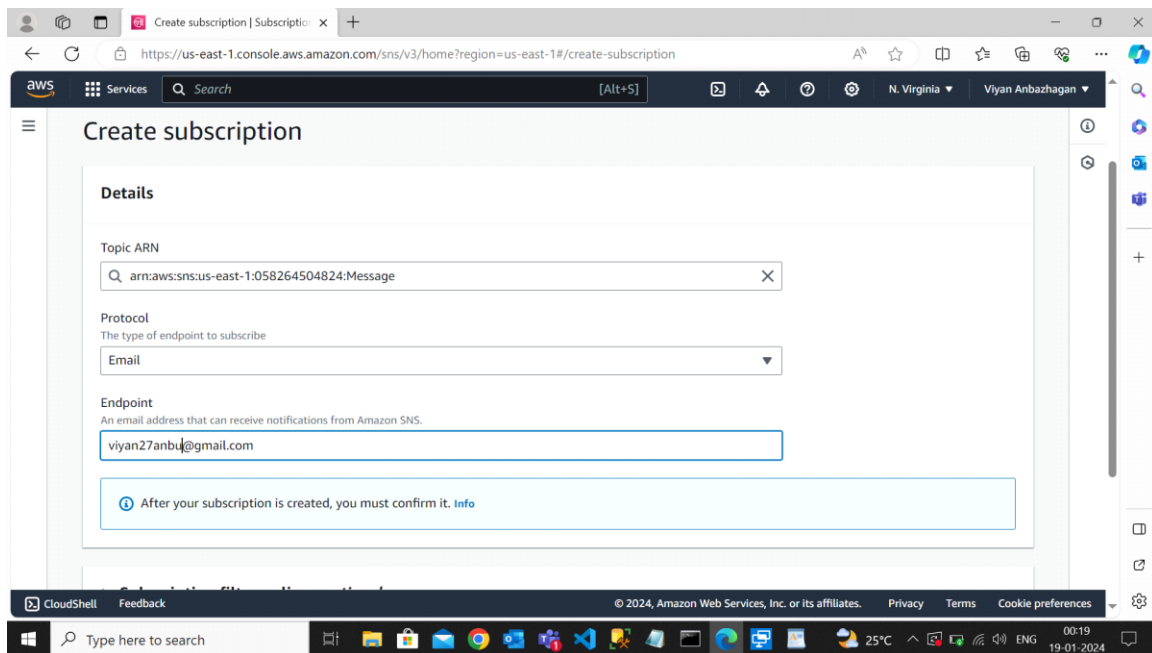 Create subscription | Subscriptio
https://us-east-1.console.aws.amazon.com/sns/v3/home?region=us-east-1#/create-subscription
aws
Services
Search
[Alt+S]
N. Virginia
Viyan Anbazhagan
Create subscription
Details
Topic ARN
arn:aws:sns:us-east-1:058264504824:Message
Protocol
The type of endpoint to subscribe
Email
Endpoint
An email address that can receive notifications from Amazon SNS.
viyan27anbu@gmail.com
After your subscription is created, you must confirm it. Info
CloudShell
Feedback
© 2024, Amazon Web Services, Inc. or its affiliates.
Privacy
Terms
Cookie preferences
Type here to search
25°C
ENG
00:19
19-01-2024